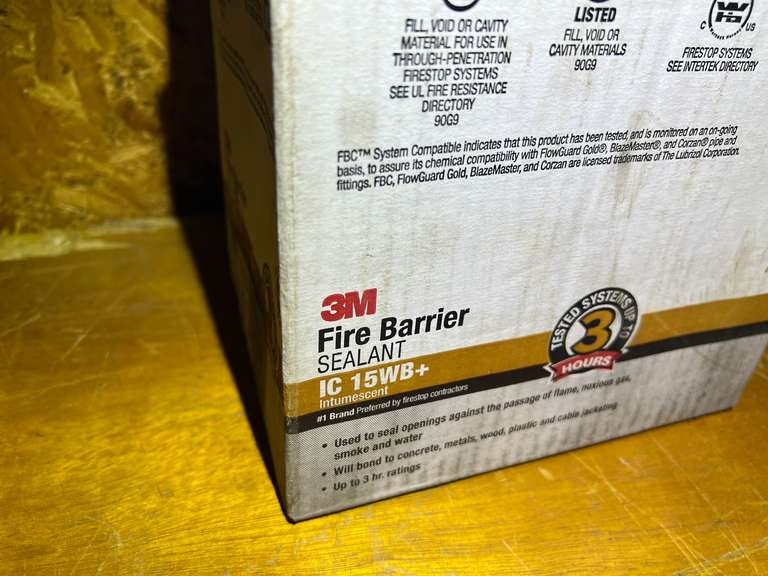 FILL, VOID OR CAVITY
MATERIAL FOR USE IN
THROUGH-PENETRATION
FIRESTOP SYSTEMS
SEE UL FIRE RESISTANCE
DIRECTORY
90G9
LISTED
FILL, VOID OR
CAVITY MATERIALS
90G9
C US
FIRESTOP SYSTEMS
SEE INTERTEK DIRECTORY
FBC™ System Compatible indicates that this product has been tested, and is monitored on an on-going
basis, to assure its chemical compatibility with FlowGuard Gold®, BlazeMaster®, and Corzan® pipe and
fittings. FBC, FlowGuard Gold, BlazeMaster, and Corzan are licensed trademarks of The Lubrizol Corporation.
3M
Fire Barrier
SEALANT
IC 15WB+
Intumescent
#1 Brand Preferred by firestop contractors
TESTED SYSTEMS UP TO
3
HOURS
• Used to seal openings against the passage of flame, noxious gas,
smoke and water
• Will bond to concrete, metals, wood, plastic and cable jacketing
• Up to 3 hr. ratings